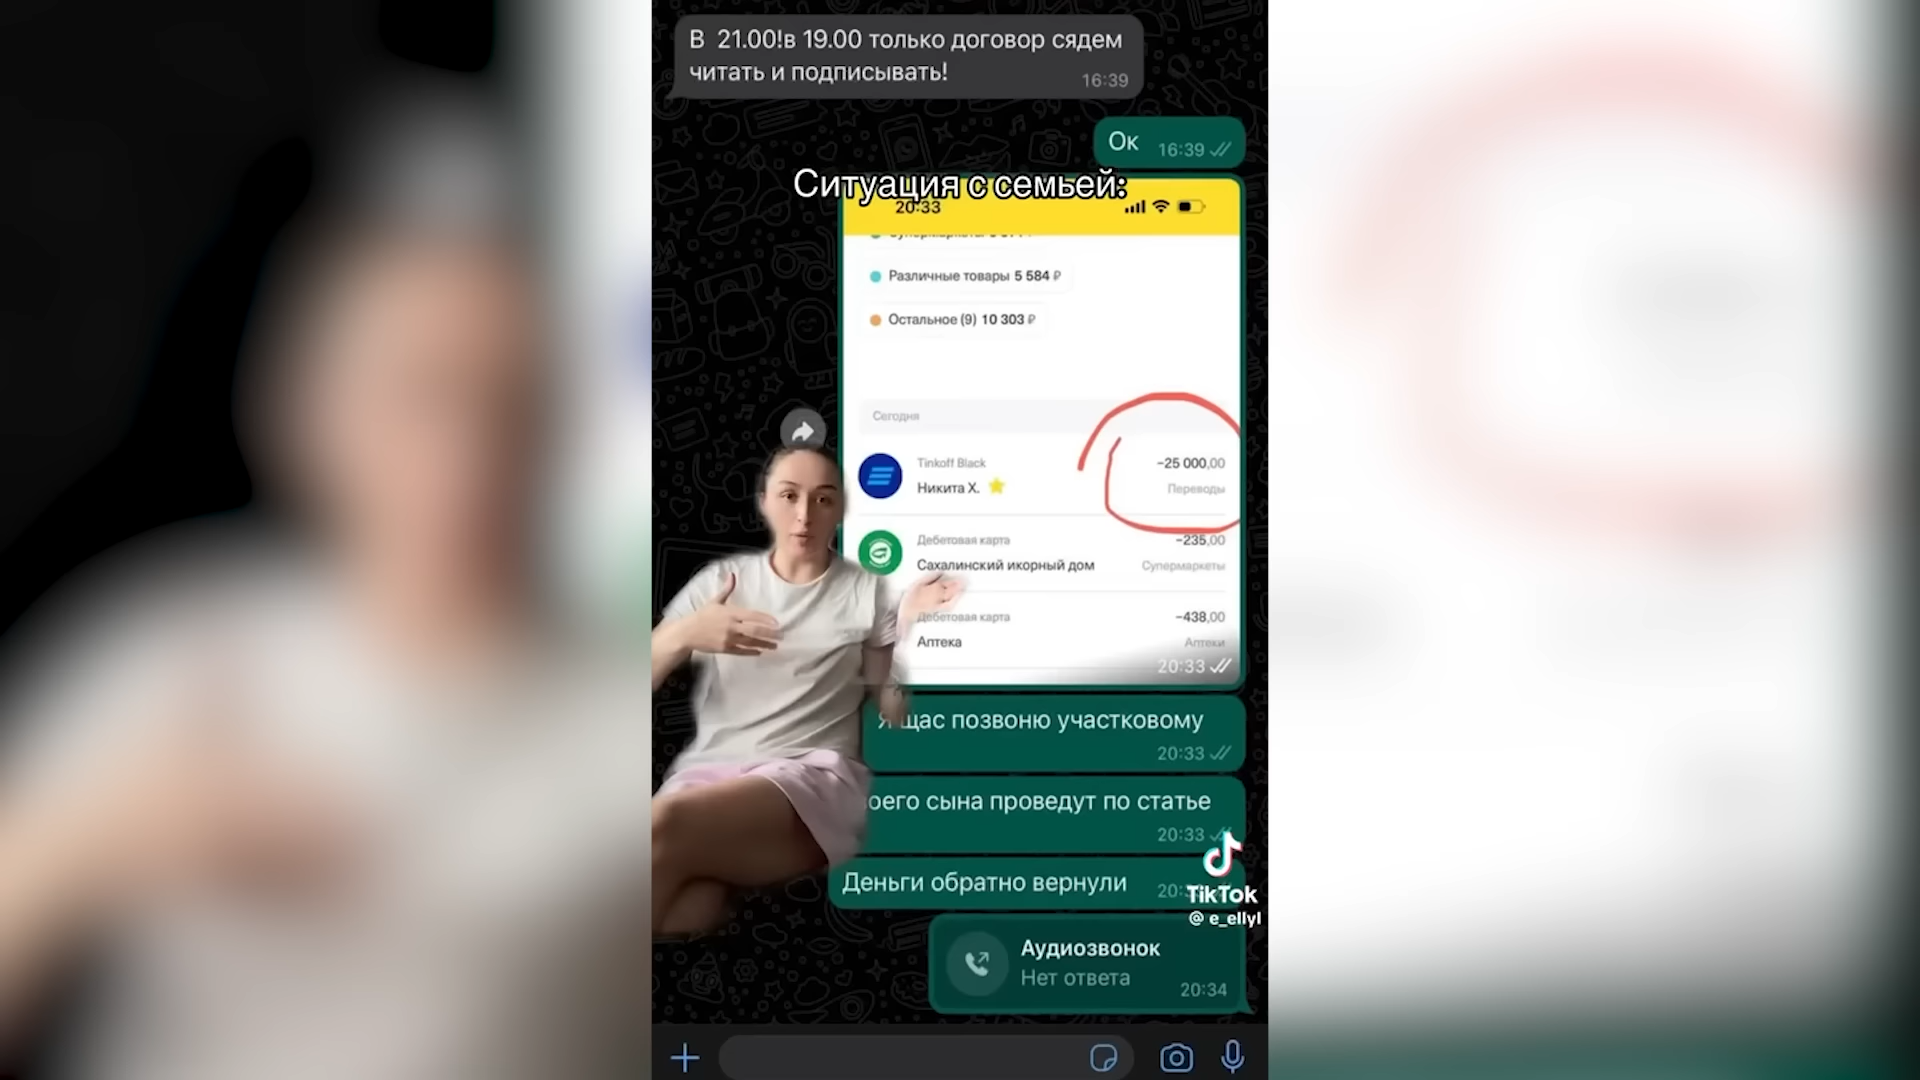 В 21.00!в 19.00 только договор сядем
читать и подписывать!
16:39
Ок 16:39
Ситуация с семьей:
20:33
Различные товары 5 584 ₽
Остальное (9) 10 303 ₽
Сегодня
Tinkoff Black
−25 000,00
Никита Х.
Переводы
Дебетовая карта
−235,00
Сахалинский икорный дом
Супермаркеты
Дебетовая карта
−438,00
Аптека
Аптеки
20:33
Я щас позвоню участковому
20:33
сына проведут по статье
20:33
Деньги обратно вернули
TikTok
@ e_ellyl
Аудиозвонок
Нет ответа
20:34